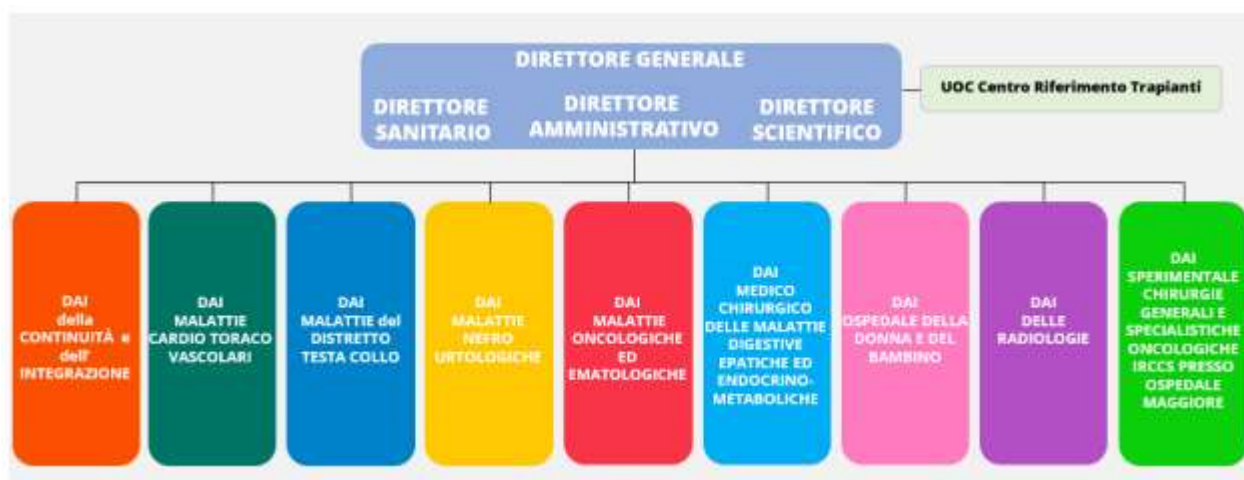 DIRETTORE GENERALE
DIRETTORE
SANITARIO
DIRETTORE
AMMINISTRATIVO
DIRETTORE
SCIENTIFICO
UOC Centro Riferimento Trapianti
DAI
della
CONTINUITÀ e
dell'
INTEGRAZIONE
DAI
MALATTIE
CARDIO TORACO
VASCOLARI
DAI
MALATTIE del
DISTRETTO
TESTA COLLO
DAI
MALATTIE
NEFRO
URTOLOGICHE
DAI
MALATTIE
ONCOLOGICHE
ED
EMATOLOGICHE
DAI
MEDICO
CHIRURGICO
DELLE MALATTIE
DIGESTIVE
EPATICHE ED
ENDOCRINO-
METABOLICHE
DAI
OSPEDALE DELLA
DONNA E DEL
BAMBINO
DAI
DELLE
RADIOLOGIE
DAI
SPERIMENTALE
CHIRURGIE
GENERALI E
SPECIALISTICHE
ONCOLOGICHE
IRCCS PRESSO
OSPEDALE
MAGGIORE